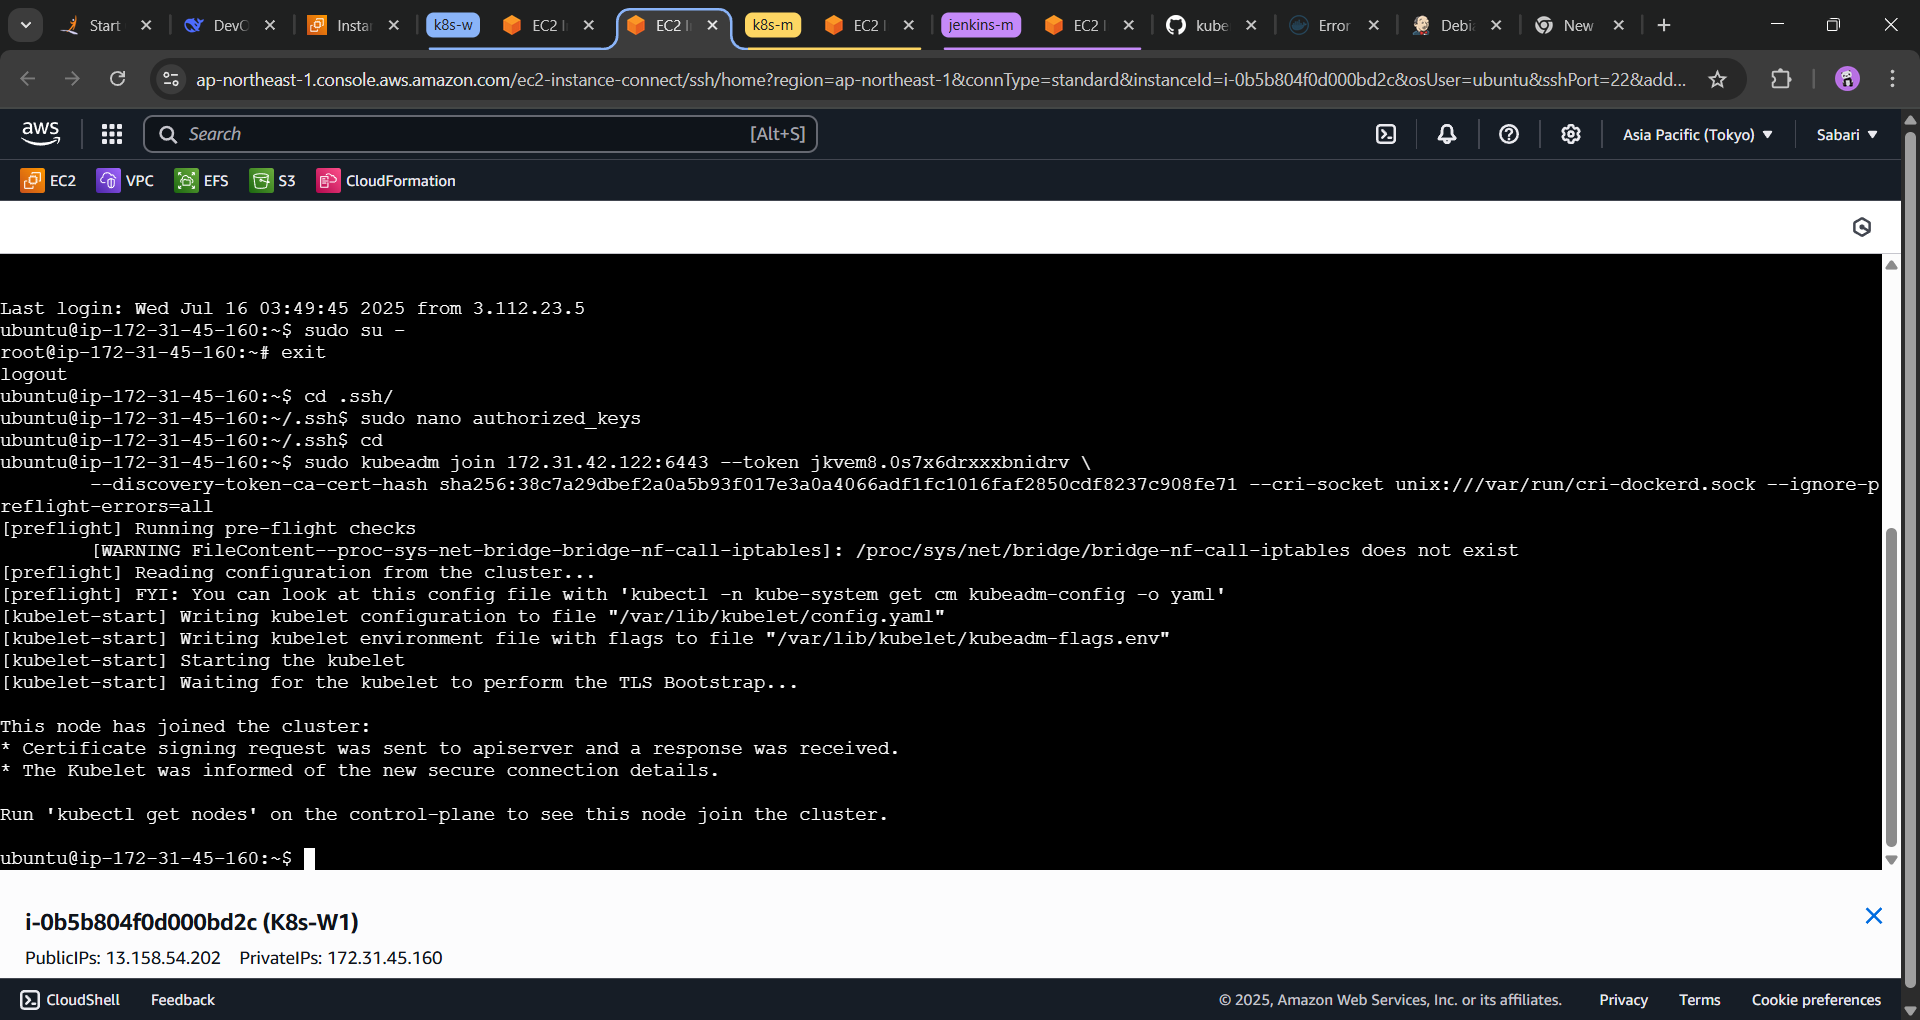 Start
DevO
Insta
k8s-w
EC2 I
EC2 I
k8s-m
EC2 I
jenkins-m
EC2 I
kube
Error
Debi
New
ap-northeast-1.console.aws.amazon.com/ec2-instance-connect/ssh/home?region=ap-northeast-1&connType=standard&instanceId=i-0b5b804f0d000bd2c&osUser=ubuntu&sshPort=22&add...
aws
Search
[Alt+S]
Asia Pacific (Tokyo)
Sabari
EC2
VPC
EFS
S3
CloudFormation
Last login: Wed Jul 16 03:49:45 2025 from 3.112.23.5
ubuntu@ip-172-31-45-160:~$ sudo su -
root@ip-172-31-45-160:~# exit
logout
ubuntu@ip-172-31-45-160:~$ cd .ssh/
ubuntu@ip-172-31-45-160:~/.ssh$ sudo nano authorized_keys
ubuntu@ip-172-31-45-160:~/.ssh$ cd
ubuntu@ip-172-31-45-160:~$ sudo kubeadm join 172.31.42.122:6443 --token jkvem8.0s7x6drxxxbnidrv \
--discovery-token-ca-cert-hash sha256:38c7a29dbef2a0a5b93f017e3a0a4066adf1fc1016faf2850cdf8237c908fe71 --cri-socket unix:///var/run/cri-dockerd.sock --ignore-p
reflight-errors=all
[preflight] Running pre-flight checks
[WARNING FileContent--proc-sys-net-bridge-bridge-nf-call-iptables]: /proc/sys/net/bridge/bridge-nf-call-iptables does not exist
[preflight] Reading configuration from the cluster...
[preflight] FYI: You can look at this config file with 'kubectl -n kube-system get cm kubeadm-config -o yaml'
[kubelet-start] Writing kubelet configuration to file "/var/lib/kubelet/config.yaml"
[kubelet-start] Writing kubelet environment file with flags to file "/var/lib/kubelet/kubeadm-flags.env"
[kubelet-start] Starting the kubelet
[kubelet-start] Waiting for the kubelet to perform the TLS Bootstrap...
This node has joined the cluster:
* Certificate signing request was sent to apiserver and a response was received.
* The Kubelet was informed of the new secure connection details.
Run 'kubectl get nodes' on the control-plane to see this node join the cluster.
ubuntu@ip-172-31-45-160:~$
i-0b5b804f0d000bd2c (K8s-W1)
PublicIPs: 13.158.54.202 PrivateIPs: 172.31.45.160
CloudShell
Feedback
© 2025, Amazon Web Services, Inc. or its affiliates.
Privacy
Terms
Cookie preferences